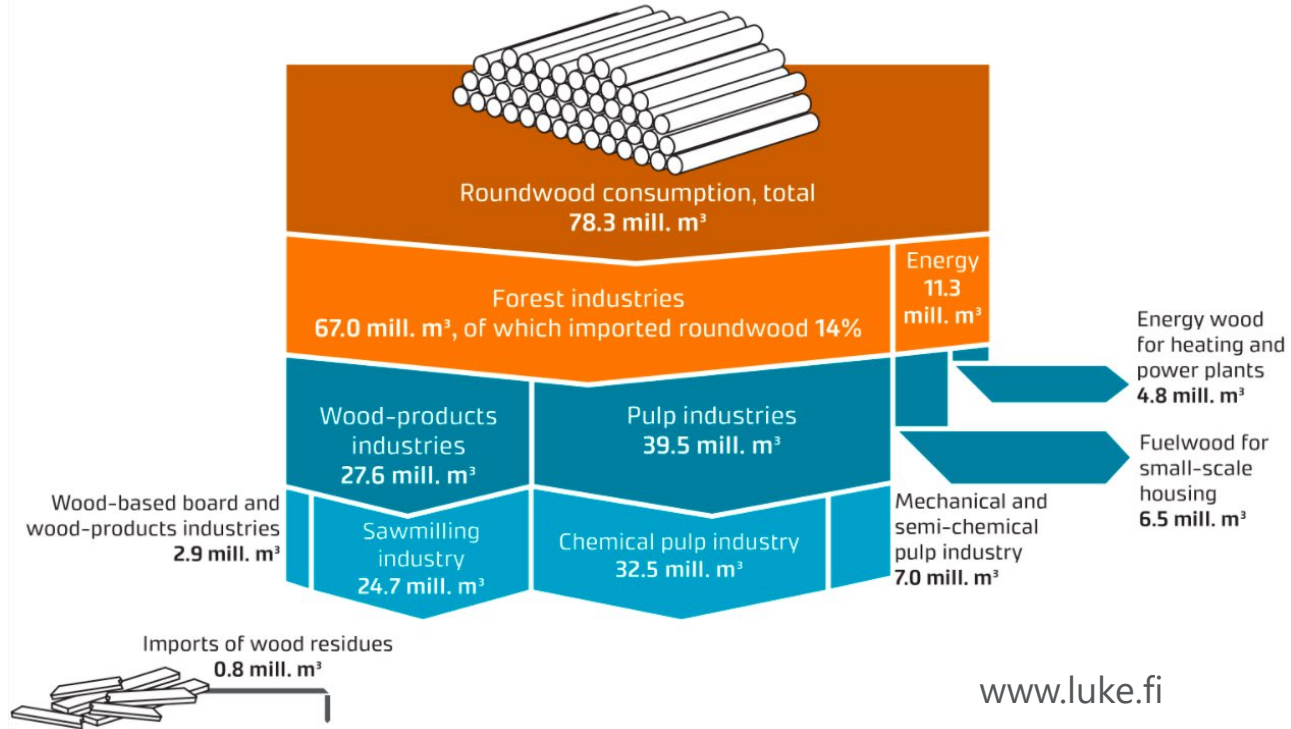 Roundwood consumption, total
78.3 mill. m³
Forest industries
67.0 mill. m³, of which imported roundwood 14%
Energy
11.3
mill. m³
Energy wood
for heating and
power plants
4.8 mill. m³
Wood-products
industries
27.6 mill. m³
Pulp industries
39.5 mill. m³
Fuelwood for
small-scale
housing
6.5 mill. m³
Wood-based board and
wood-products industries
2.9 mill. m³
Sawmilling
industry
24.7 mill. m³
Chemical pulp industry
32.5 mill. m³
Mechanical and
semi-chemical
pulp industry
7.0 mill. m³
Imports of wood residues
0.8 mill. m³
www.luke.fi